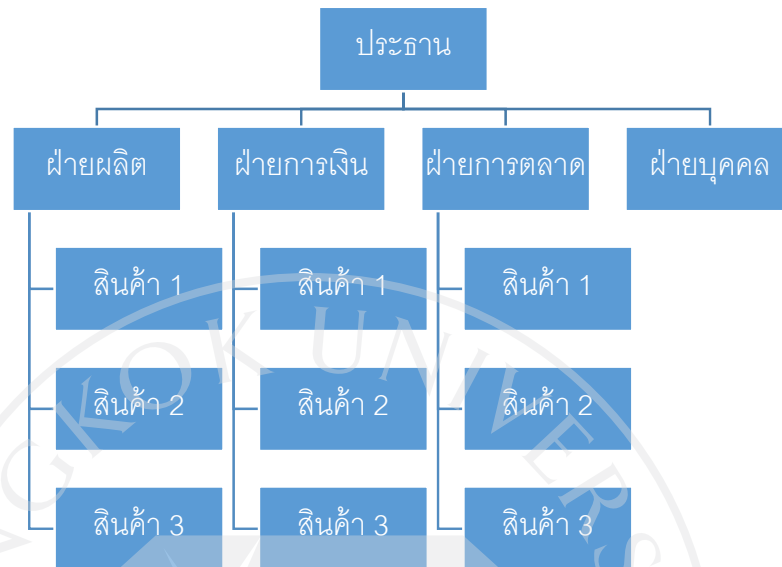 ประธาน
ฝ่ายผลิต
ฝ่ายการเงิน
ฝ่ายการตลาด
ฝ่ายบุคคล
สินค้า 1
สินค้า 1
สินค้า 1
สินค้า 2
สินค้า 2
สินค้า 2
สินค้า 3
สินค้า 3
สินค้า 3
NGKOK UNIVERS